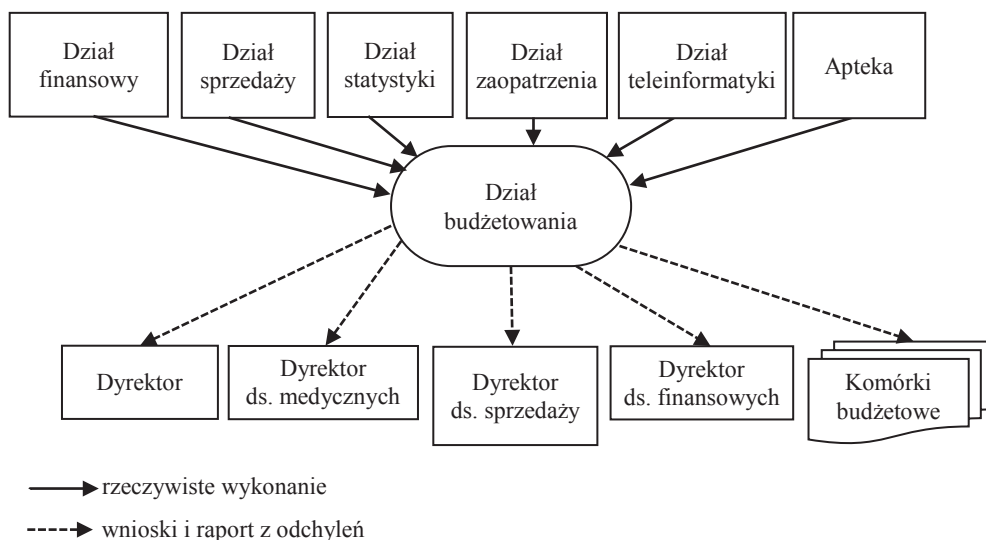 Dział
finansowy
Dział
sprzedaży
Dział
statystyki
Dział
zaopatrzenia
Dział
teleinformatyki
Apteka
Dział
budżetowania
Dyrektor
Dyrektor
ds. medycznych
Dyrektor
ds. sprzedaży
Dyrektor
ds. finansowych
Komórki
budżetowe
rzeczywiste wykonanie
wnioski i raport z odchyleń